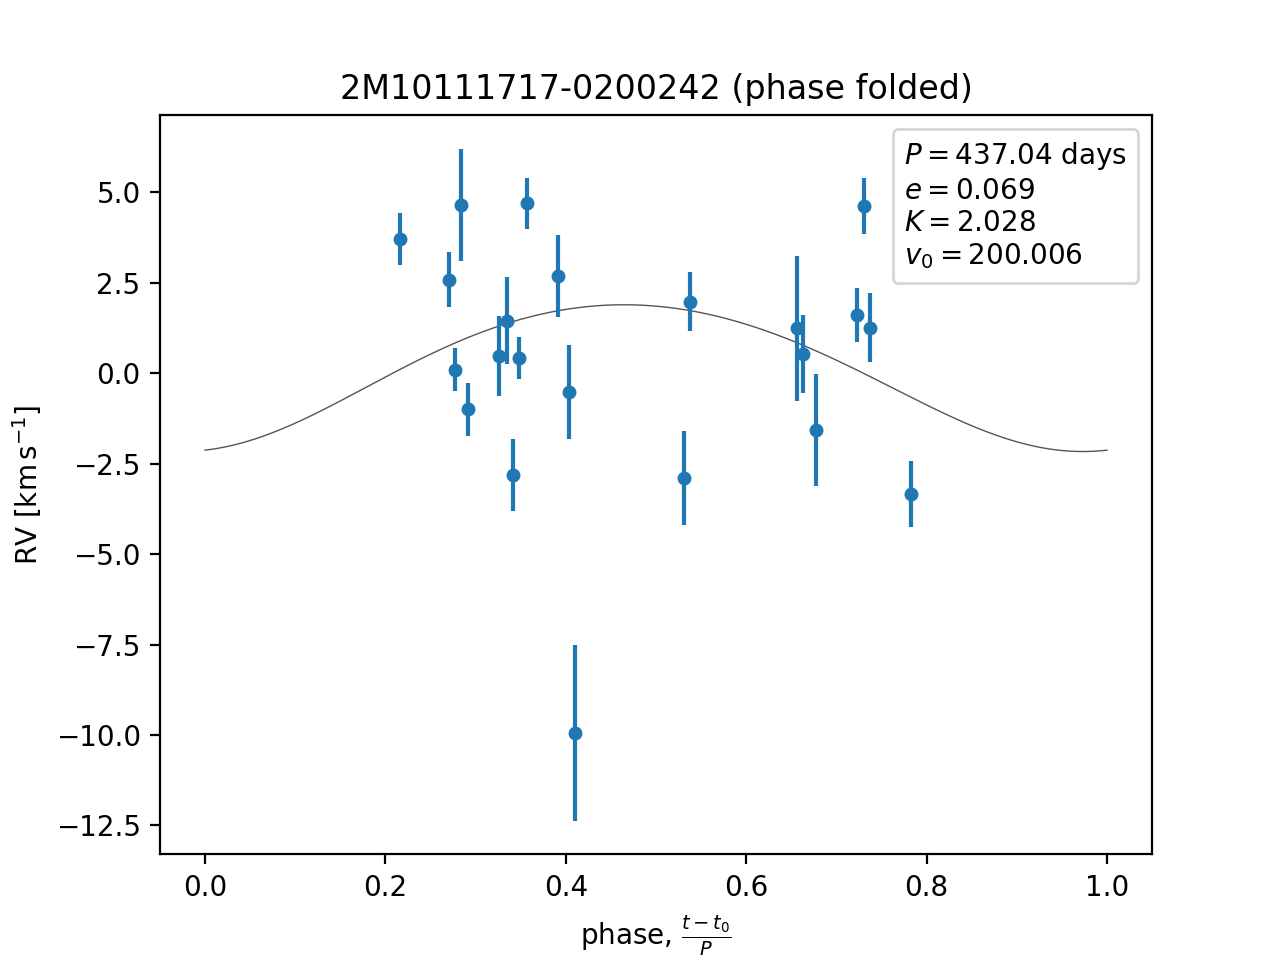 2M10111717-0200242 (phase folded)
P = 437.04 days
e = 0.069
K = 2.028
v₀ = 200.006
5.0
2.5
0.0
−2.5
−5.0
−7.5
−10.0
−12.5
RV [km s⁻¹]
0.0 0.2 0.4 0.6 0.8 1.0
phase, (t − t₀)/P